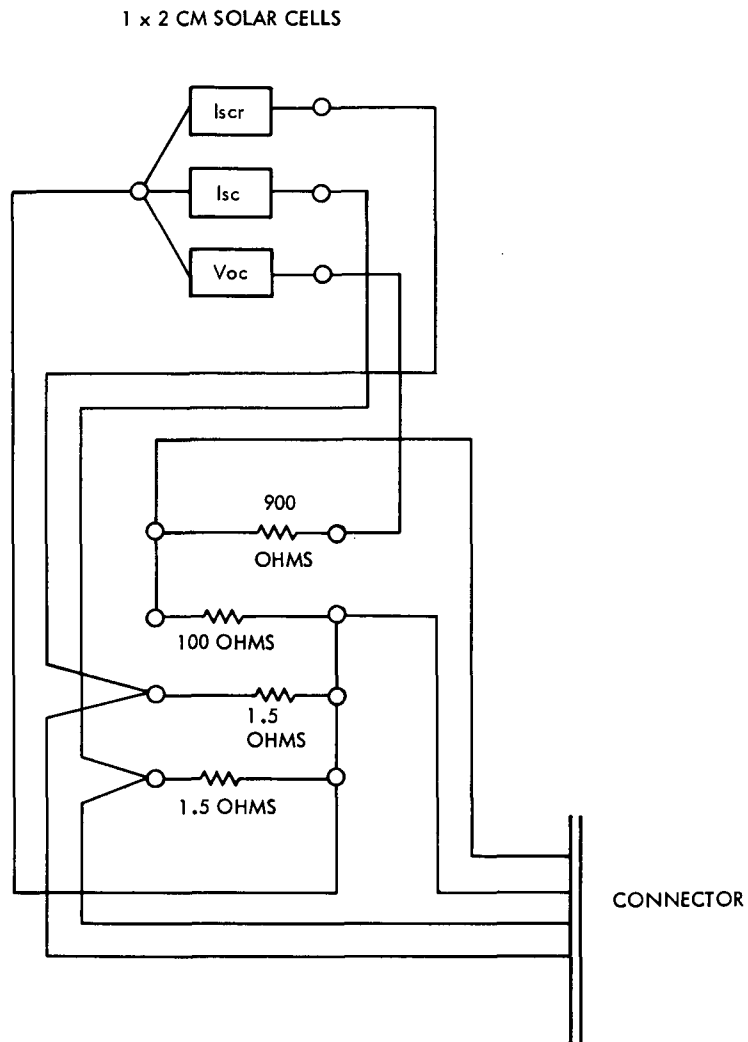 1 x 2 CM SOLAR CELLS
Iscr
Isc
Voc
900
OHMS
100 OHMS
1.5
OHMS
1.5 OHMS
CONNECTOR